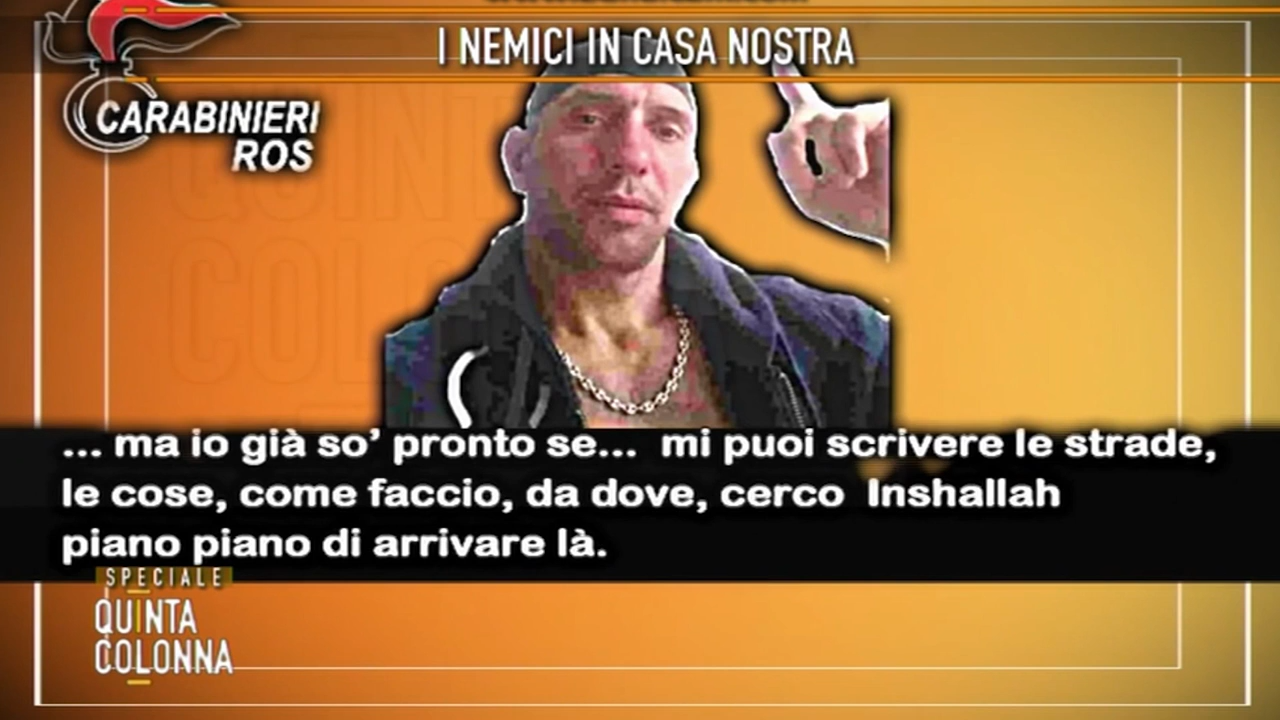 I NEMICI IN CASA NOSTRA
CARABINIERI
ROS
... ma io già so' pronto se... mi puoi scrivere le strade,
le cose, come faccio, da dove, cerco Inshallah
piano piano di arrivare là.
SPECIALE
QUINTA
COLONNA